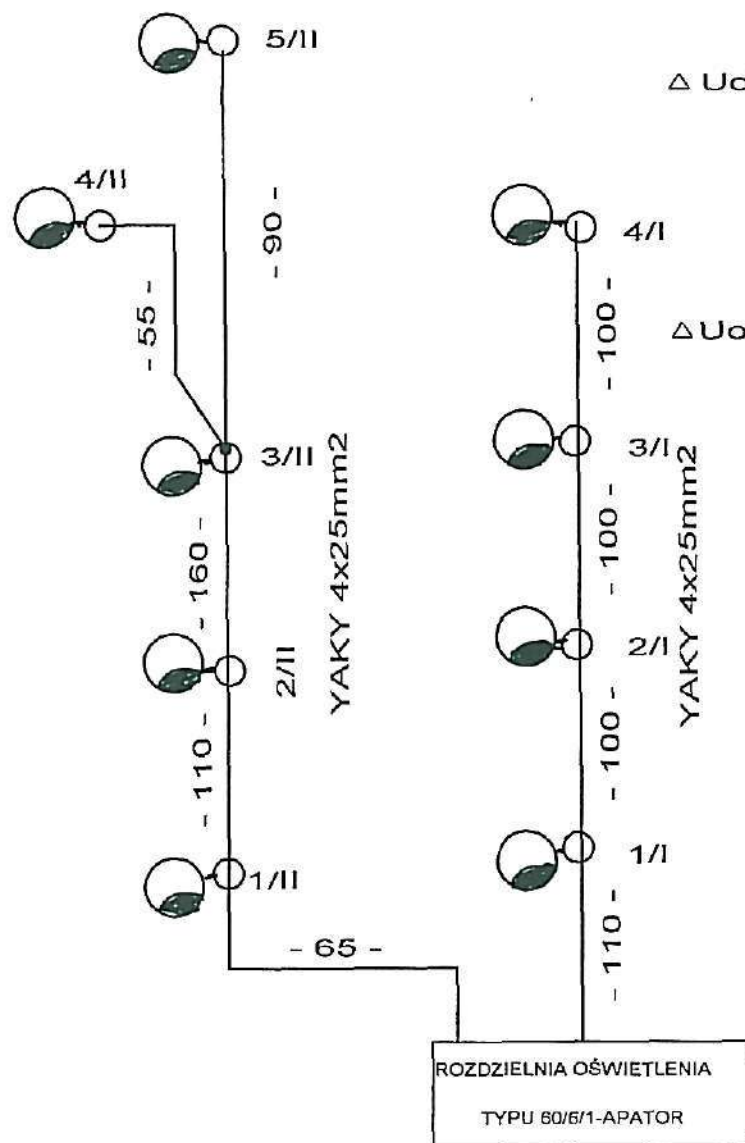 5/II
△ Uo
4/II
- 90 -
4/I
- 55 -
- 100 -
△ Uo
3/II
3/I
- 160 -
YAKY 4x25mm2
- 100 -
YAKY 4x25mm2
2/II
2/I
- 110 -
- 100 -
1/II
1/I
- 65 -
- 110 -
ROZDZIELNIA OŚWIETLENIA
TYPU 60/6/1-APATOR